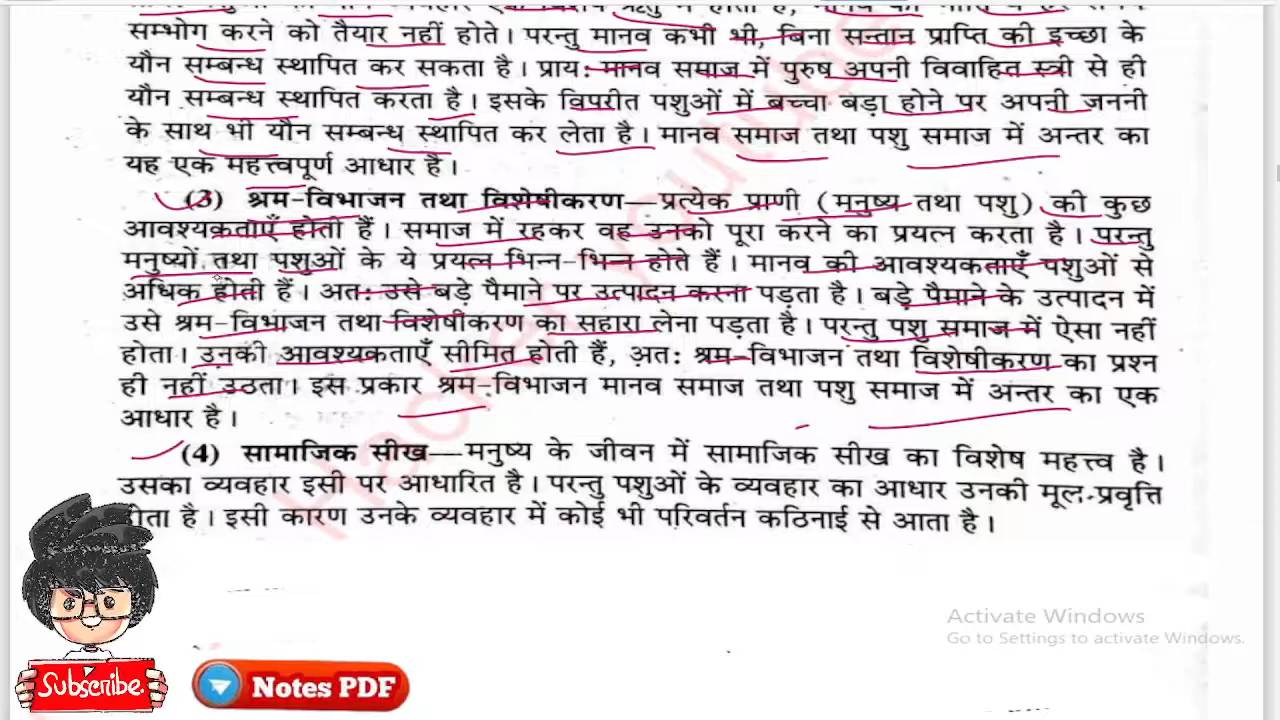 सम्भोग करने को तैयार नहीं होते। परन्तु मानव कभी भी, बिना सन्तान प्राप्ति की इच्छा के
यौन सम्बन्ध स्थापित कर सकता है। प्राय: मानव समाज में पुरुष अपनी विवाहित स्त्री से ही
यौन सम्बन्ध स्थापित करता है। इसके विपरीत पशुओं में बच्चा बड़ा होने पर अपनी जननी
के साथ भी यौन सम्बन्ध स्थापित कर लेता है। मानव समाज तथा पशु समाज में अन्तर का
यह एक महत्त्वपूर्ण आधार है।
(3) श्रम-विभाजन तथा विशेषीकरण—प्रत्येक प्राणी (मनुष्य तथा पशु) की कुछ
आवश्यकताएँ होती हैं। समाज में रहकर वह उनको पूरा करने का प्रयत्न करता है। परन्तु
मनुष्यों तथा पशुओं के ये प्रयत्न भिन्न-भिन्न होते हैं। मानव की आवश्यकताएँ पशुओं से
अधिक होती हैं। अत: उसे बड़े पैमाने पर उत्पादन करना पड़ता है। बड़े पैमाने के उत्पादन में
उसे श्रम-विभाजन तथा विशेषीकरण का सहारा लेना पड़ता है। परन्तु पशु समाज में ऐसा नहीं
होता। उनकी आवश्यकताएँ सीमित होती हैं, अत: श्रम-विभाजन तथा विशेषीकरण का प्रश्न
ही नहीं उठता। इस प्रकार श्रम-विभाजन मानव समाज तथा पशु समाज में अन्तर का एक
आधार है।
(4) सामाजिक सीख—मनुष्य के जीवन में सामाजिक सीख का विशेष महत्त्व है।
उसका व्यवहार इसी पर आधारित है। परन्तु पशुओं के व्यवहार का आधार उनकी मूल-प्रवृत्ति
होता है। इसी कारण उनके व्यवहार में कोई भी परिवर्तन कठिनाई से आता है।
Activate Windows
Go to Settings to activate Windows.
Subscribe.
Notes PDF